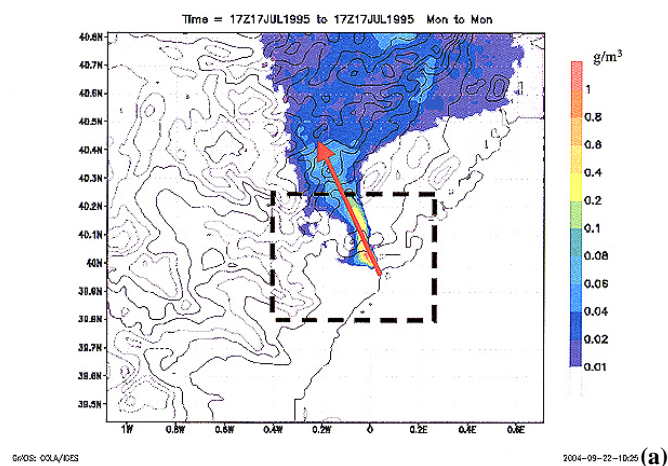 Time = 17Z17JUL1995 to 17Z17JUL1995 Mon to Mon
g/m³
40.8N
40.7N
40.6N
40.5N
40.4N
40.3N
40.2N
40.1N
40N
39.9N
39.8N
39.7N
39.6N
39.5N
1W
0.8W
0.6W
0.4W
0.2W
0
0.2E
0.4E
0.6E
1
0.8
0.6
0.4
0.2
0.1
0.08
0.06
0.04
0.02
0.01
GrADS: COLA/IGES
2004-09-22-10:25
(a)